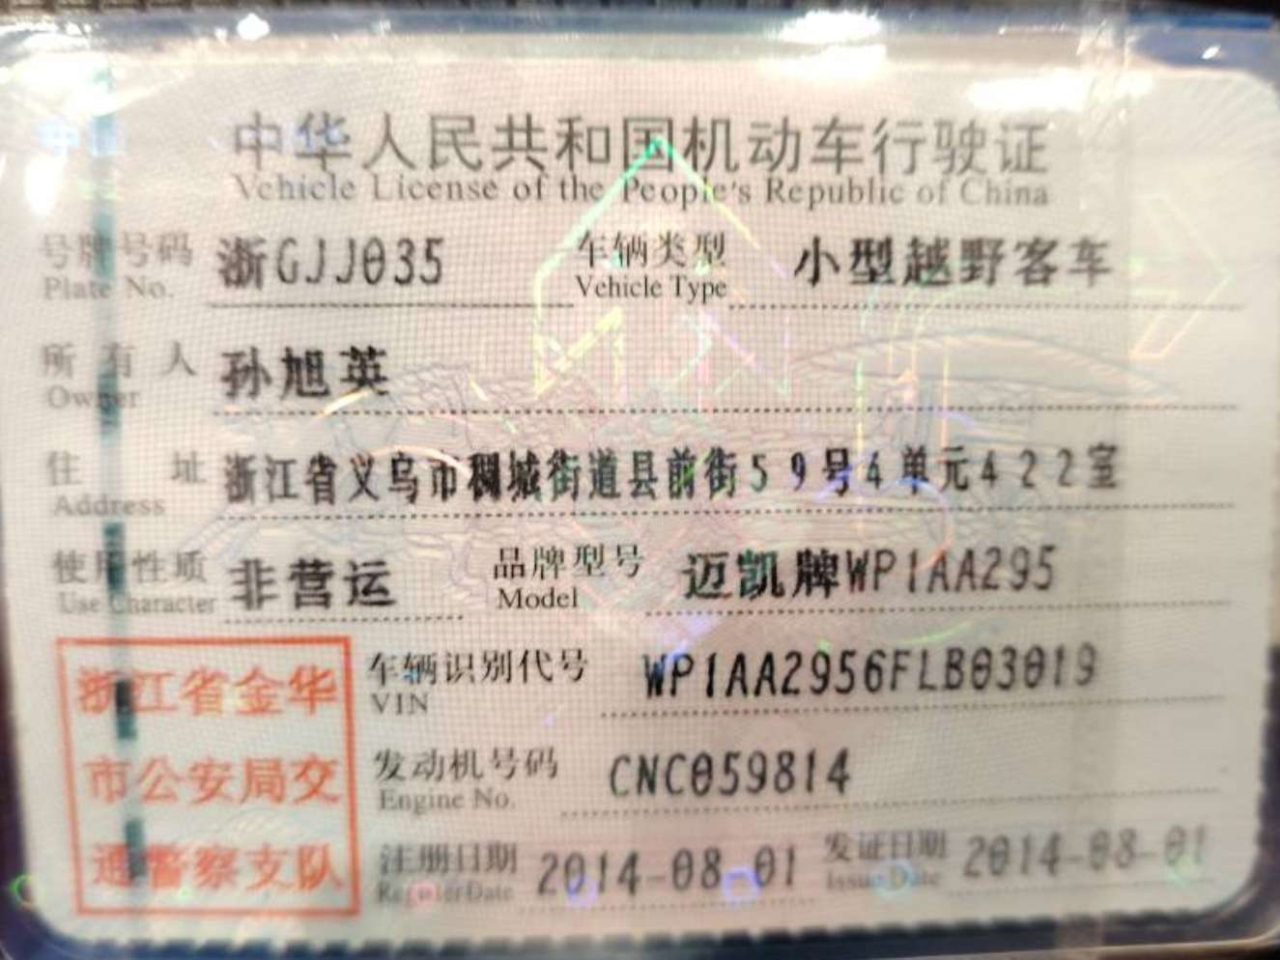 中华人民共和国机动车行驶证
Vehicle License of the People's Republic of China
号牌号码 浙GJJ035 车辆类型 小型越野客车
Plate No. Vehicle Type
所有人 孙旭英
Owner
住址 浙江省义乌市稠城街道县前街59号4单元422室
Address
使用性质 非营运 品牌型号 迈凯牌WP1AA295
Use Character Model
车辆识别代号 WP1AA2956FLB03019
VIN
发动机号码 CNC059814
Engine No.
注册日期 2014-08-01 发证日期 2014-08-01
Register Date Issue Date
浙江省金华
市公安局交
通警察支队